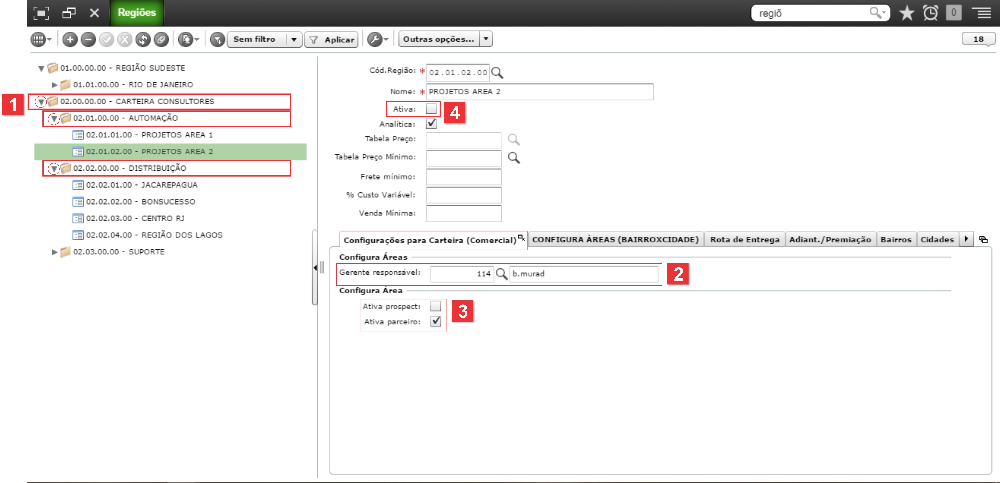 Regiões
regiõ
0
Sem filtro
Aplicar
Outras opções...
18
01.00.00.00 - REGIÃO SUDESTE
01.01.00.00 - RIO DE JANEIRO
1
02.00.00.00 - CARTEIRA CONSULTORES
02.01.00.00 - AUTOMAÇÃO
02.01.01.00 - PROJETOS AREA 1
02.01.02.00 - PROJETOS AREA 2
02.02.00.00 - DISTRIBUIÇÃO
02.02.01.00 - JACAREPAGUA
02.02.02.00 - BONSUCESSO
02.02.03.00 - CENTRO RJ
02.02.04.00 - REGIÃO DOS LAGOS
02.03.00.00 - SUPORTE
Cód.Região: * 02.01.02.00
Nome: * PROJETOS AREA 2
Ativa: 4
Analítica:
Tabela Preço:
Tabela Preço Mínimo:
Frete mínimo:
% Custo Variável:
Venda Mínima:
Configurações para Carteira (Comercial) CONFIGURA ÀREAS (BAIRROXCIDADE) Rota de Entrega Adiant./Premiação Bairros Cidades
Configura Áreas
Gerente responsável: 114 b.murad 2
Configura Área
Ativa prospect:
3
Ativa parceiro: